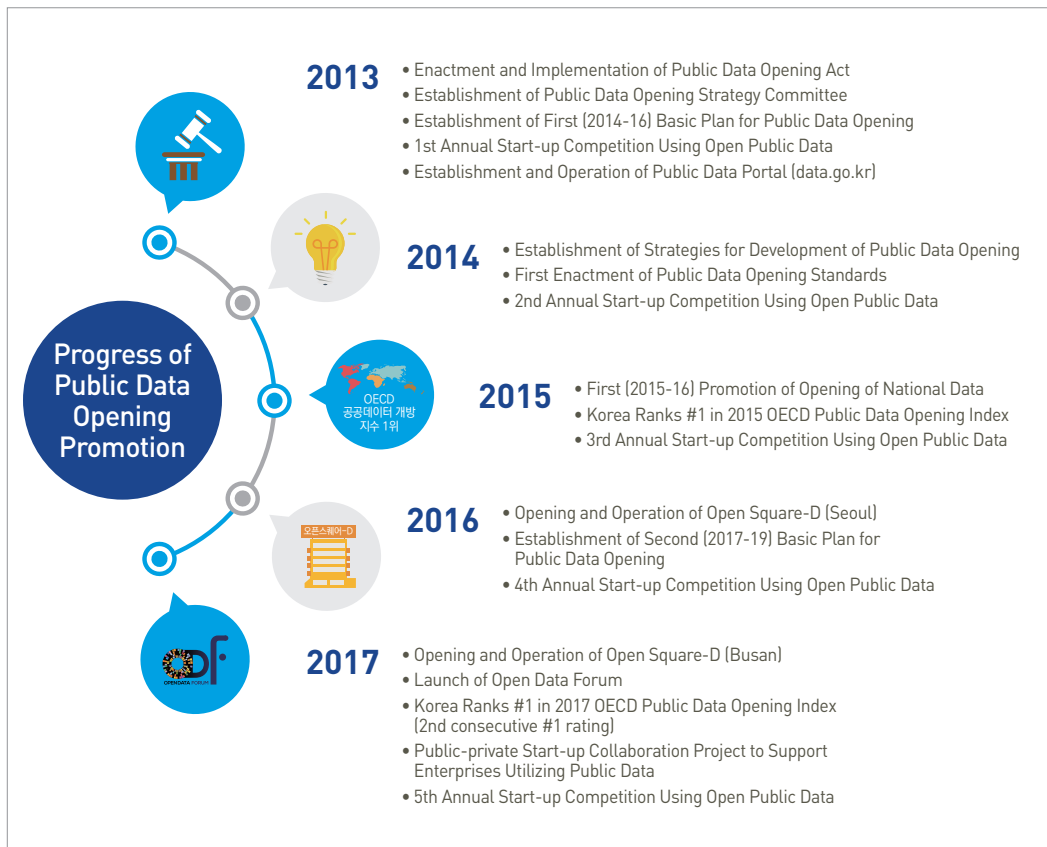 Progress of
Public Data
Opening
Promotion
2013
• Enactment and Implementation of Public Data Opening Act
• Establishment of Public Data Opening Strategy Committee
• Establishment of First (2014-16) Basic Plan for Public Data Opening
• 1st Annual Start-up Competition Using Open Public Data
• Establishment and Operation of Public Data Portal (data.go.kr)
2014
• Establishment of Strategies for Development of Public Data Opening
• First Enactment of Public Data Opening Standards
• 2nd Annual Start-up Competition Using Open Public Data
OECD
공공데이터 개방
지수 1위
2015
• First (2015-16) Promotion of Opening of National Data
• Korea Ranks #1 in 2015 OECD Public Data Opening Index
• 3rd Annual Start-up Competition Using Open Public Data
오픈스퀘어-D
2016
• Opening and Operation of Open Square-D (Seoul)
• Establishment of Second (2017-19) Basic Plan for
Public Data Opening
• 4th Annual Start-up Competition Using Open Public Data
ODF
OPENDATA FORUM
2017
• Opening and Operation of Open Square-D (Busan)
• Launch of Open Data Forum
• Korea Ranks #1 in 2017 OECD Public Data Opening Index
(2nd consecutive #1 rating)
• Public-private Start-up Collaboration Project to Support
Enterprises Utilizing Public Data
• 5th Annual Start-up Competition Using Open Public Data